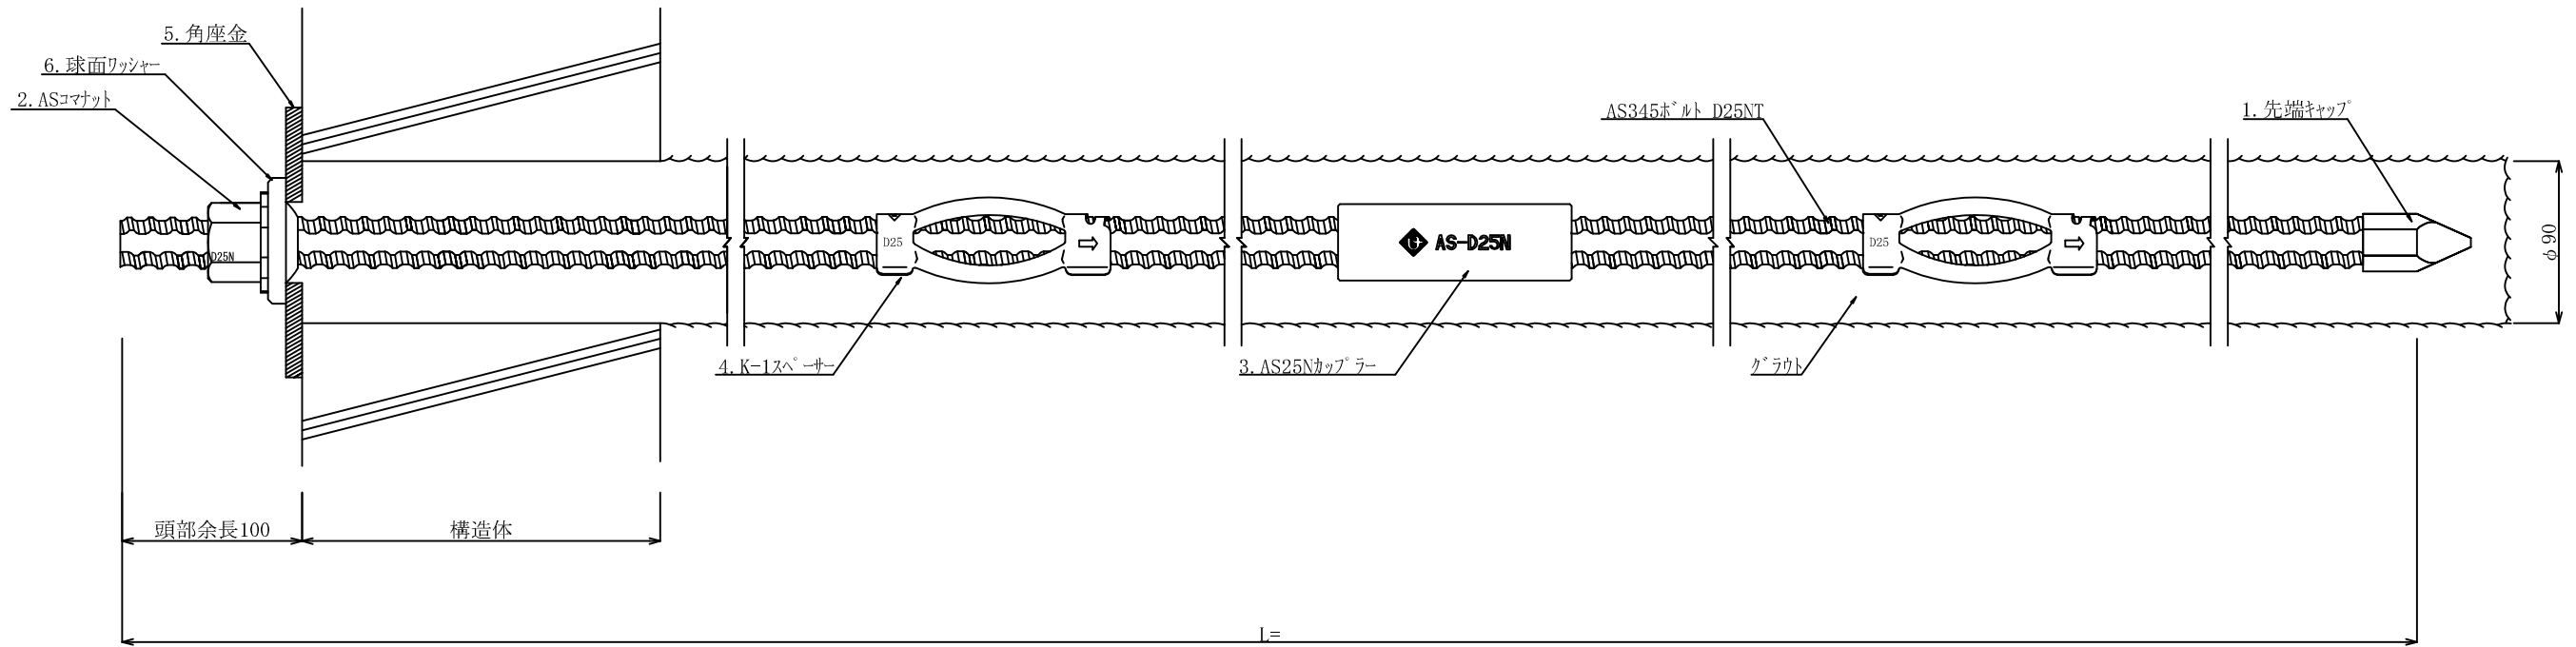 5.角座金
6.球面ワッシャー
2.ASコマナット
AS345ボルト D25NT
1.先端キャップ
D25N
D25
AS-D25N
D25
φ90
4.K-1スペーサー
3.AS25Nカップラー
グラウト
頭部余長100
構造体
L=